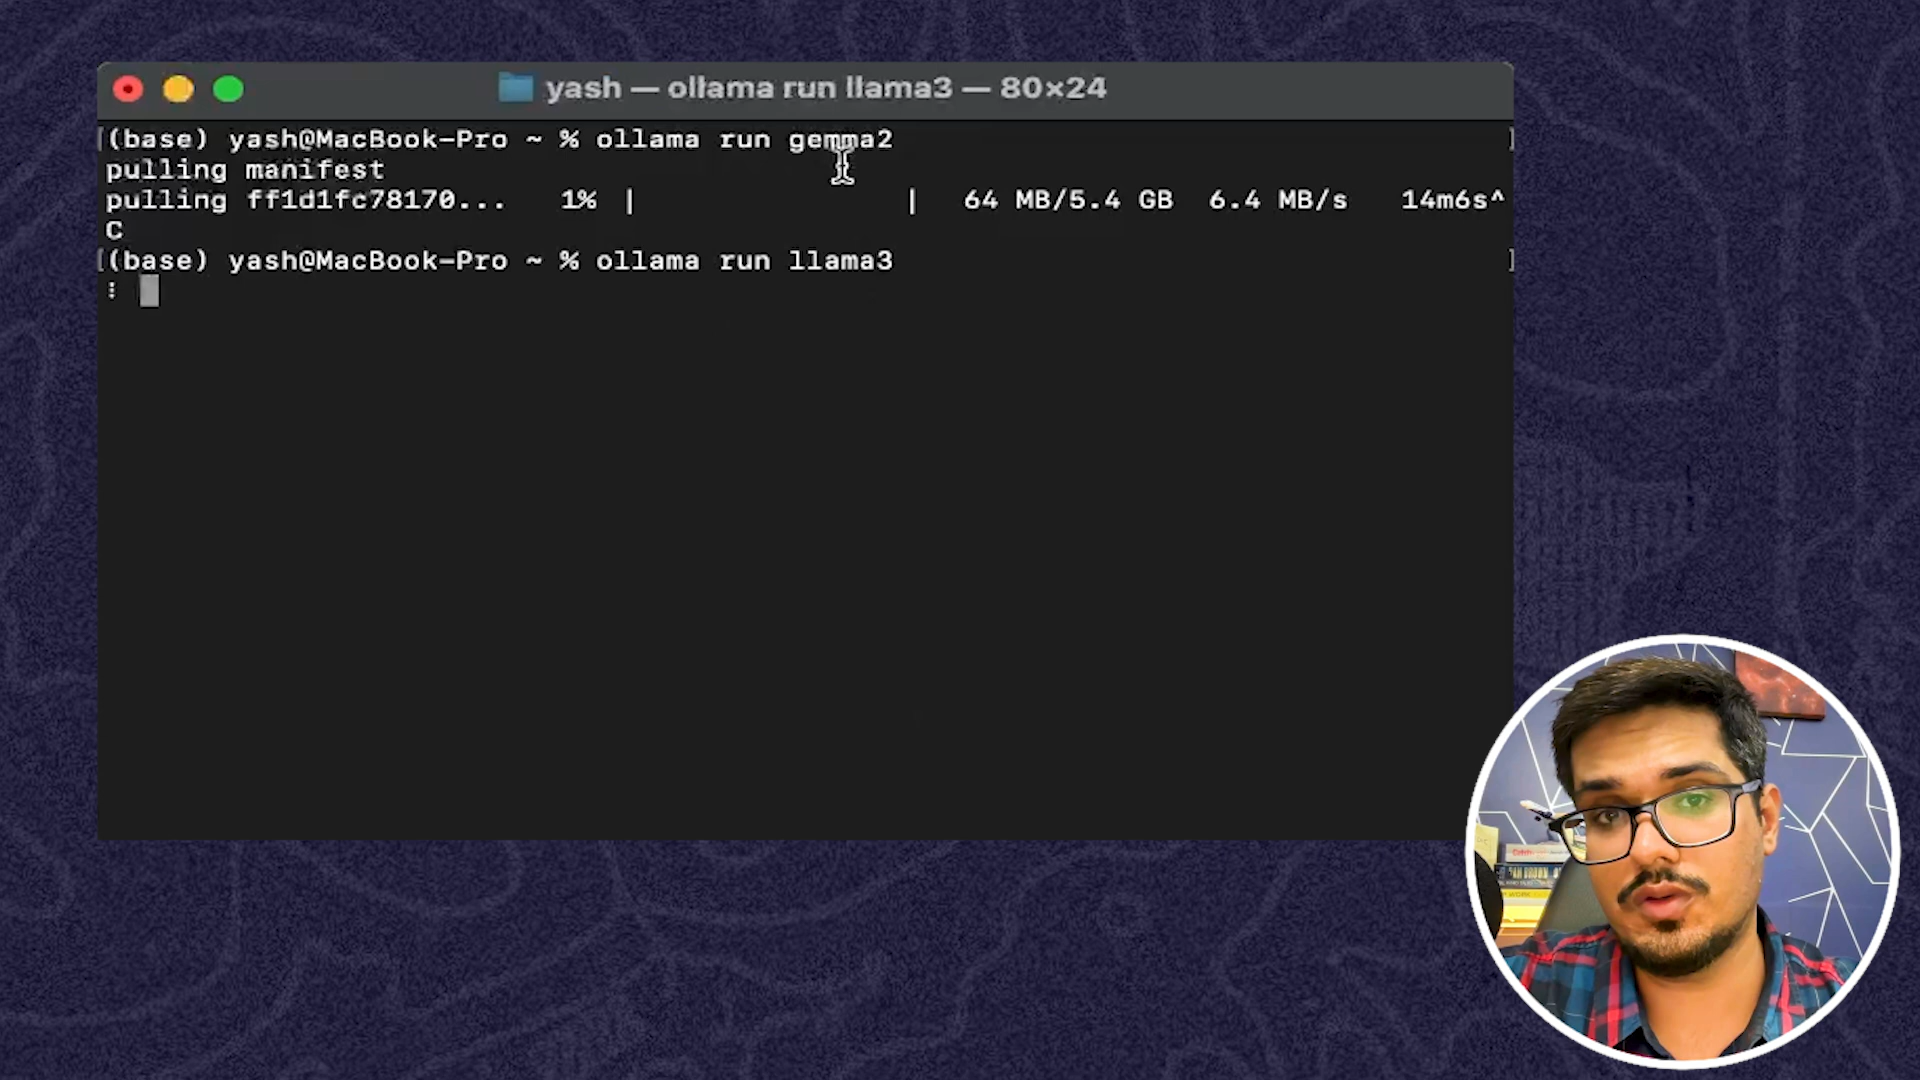 yash — ollama run llama3 — 80×24
(base) yash@MacBook-Pro ~ % ollama run gemma2
pulling manifest
pulling ff1d1fc78170... 1% | | 64 MB/5.4 GB 6.4 MB/s 14m6s^
C
(base) yash@MacBook-Pro ~ % ollama run llama3